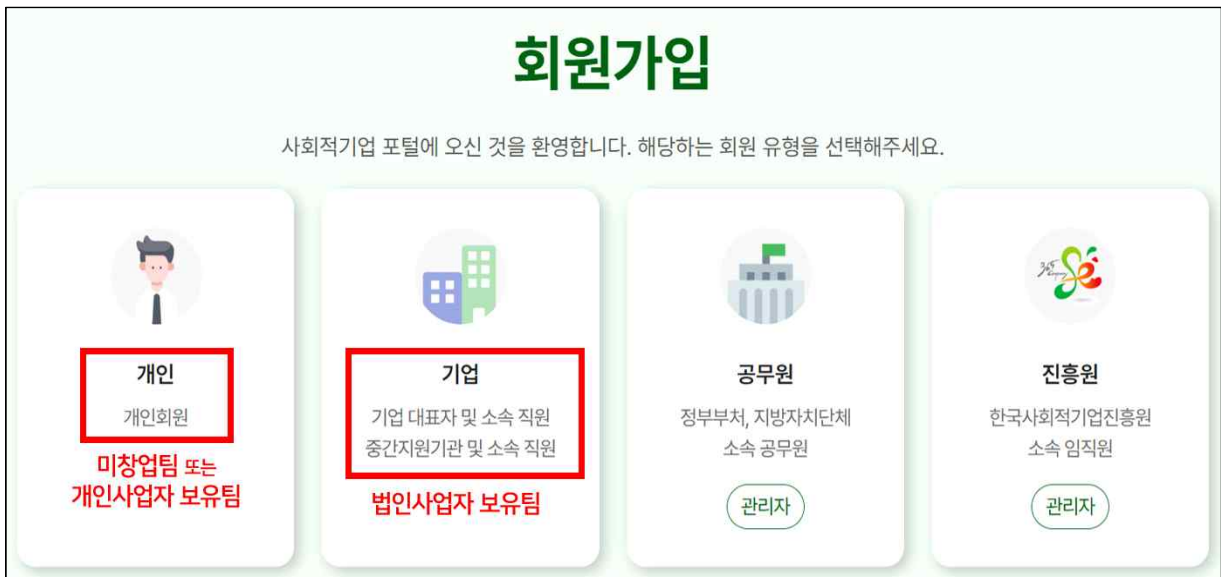 회원가입
사회적기업 포털에 오신 것을 환영합니다. 해당하는 회원 유형을 선택해주세요.
개인
개인회원
미창업팀 또는
개인사업자 보유팀
기업
기업 대표자 및 소속 직원
중간지원기관 및 소속 직원
법인사업자 보유팀
공무원
정부부처, 지방자치단체
소속 공무원
관리자
진흥원
한국사회적기업진흥원
소속 임직원
관리자